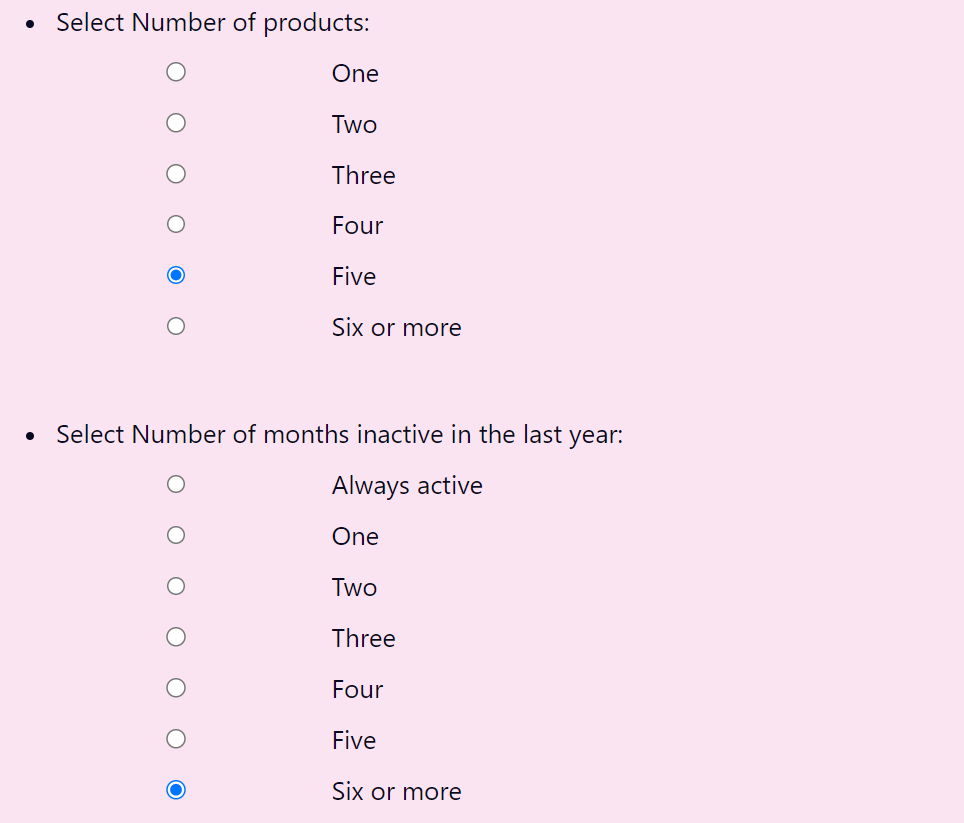 Select Number of products:
One
Two
Three
Four
Five
Six or more
Select Number of months inactive in the last year:
Always active
One
Two
Three
Four
Five
Six or more